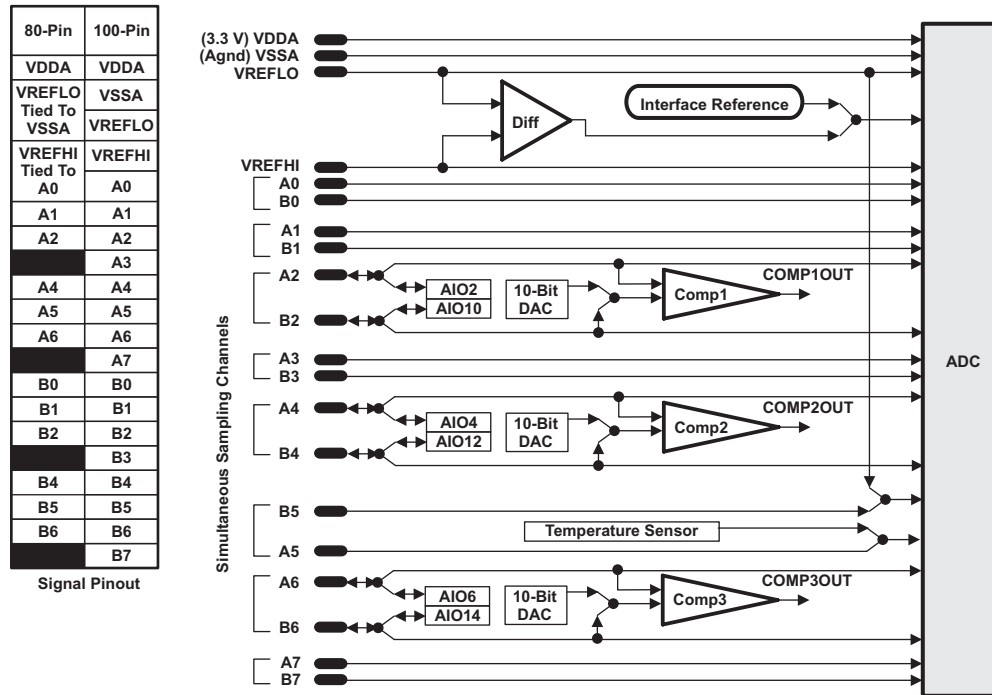 80-Pin 100-Pin
VDDA VDDA
VREFLO Tied To VSSA
VSSA
VREFLO
VREFHI Tied To A0
VREFHI
A0
A1 A1
A2 A2
A3
A4 A4
A5 A5
A6 A6
A7
B0 B0
B1 B1
B2 B2
B3
B4 B4
B5 B5
B6 B6
B7
Signal Pinout
(3.3 V) VDDA
(Agnd) VSSA
VREFLO
Diff
Interface Reference
VREFHI
A0
B0
A1
B1
A2
AIO2
AIO10
10-Bit DAC
Comp1
COMP1OUT
B2
A3
B3
A4
AIO4
AIO12
10-Bit DAC
Comp2
COMP2OUT
B4
B5
Temperature Sensor
A5
A6
AIO6
AIO14
10-Bit DAC
Comp3
COMP3OUT
B6
A7
B7
Simultaneous Sampling Channels
ADC